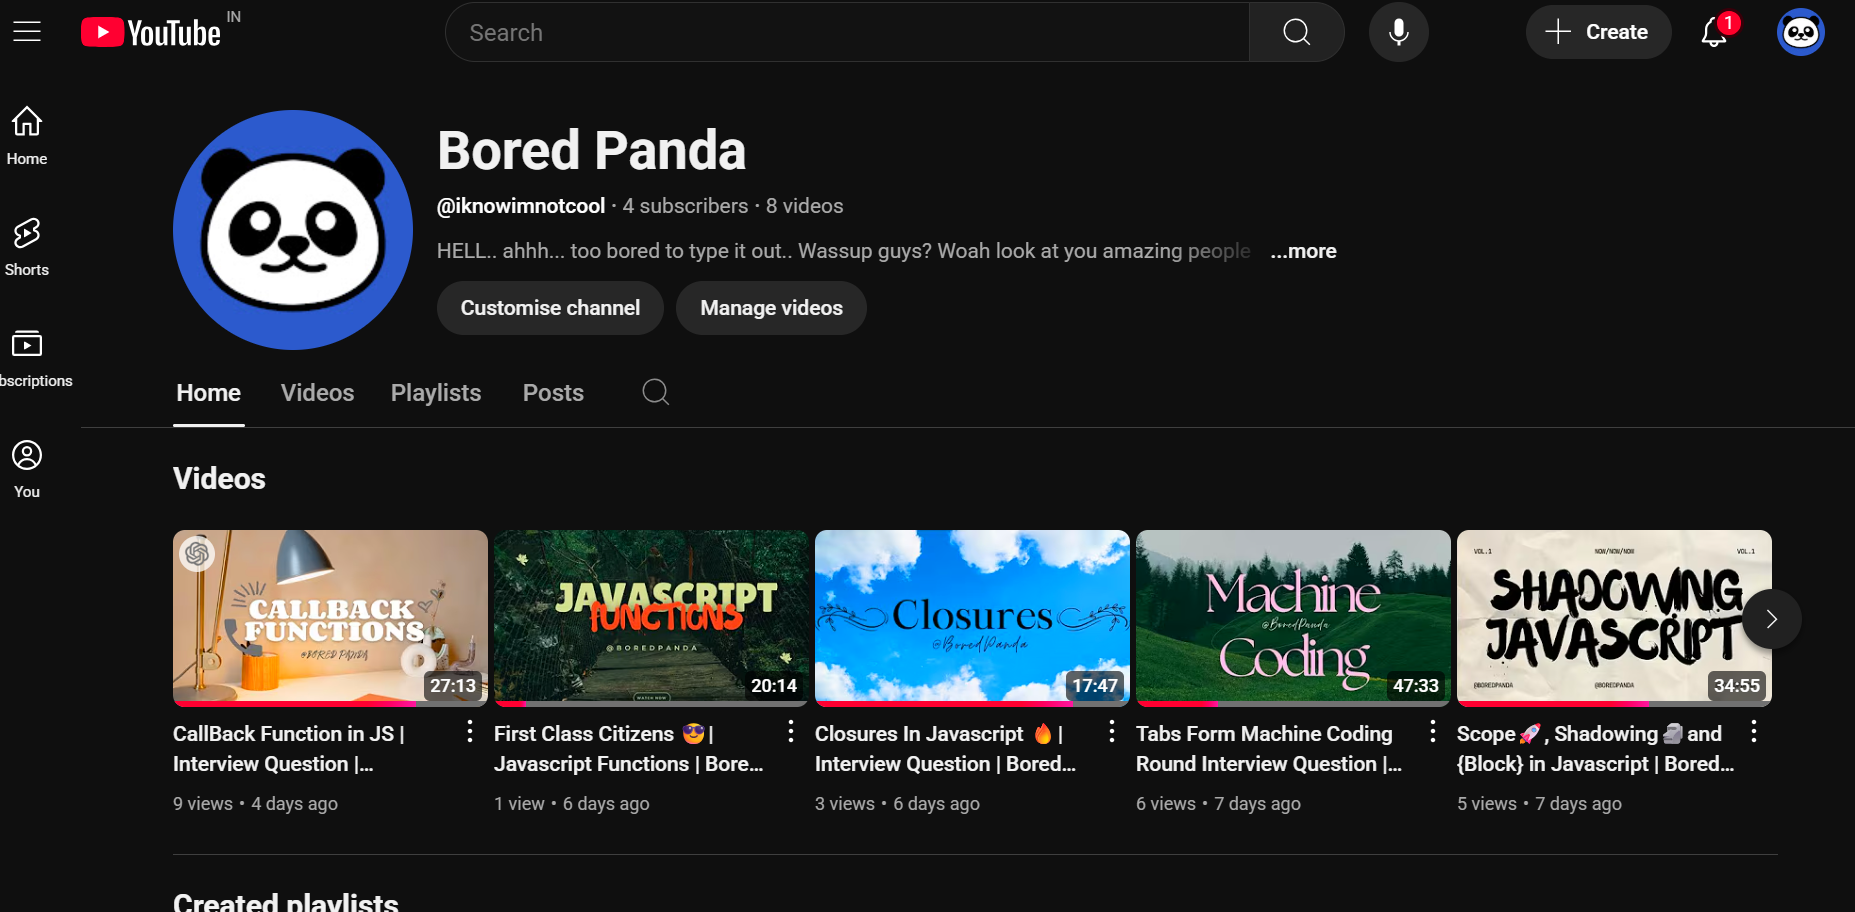 YouTube IN
Search
Create
1
Home
Shorts
bscriptions
You
Bored Panda
@iknowimnotcool · 4 subscribers · 8 videos
HELL.. ahhh... too bored to type it out.. Wassup guys? Woah look at you amazing people ...more
Customise channel
Manage videos
Home
Videos
Playlists
Posts
Videos
CALLBACK
FUNCTIONS
@BORED PANDA
27:13
CallBack Function in JS |
Interview Question |...
9 views • 4 days ago
JAVASCRIPT
FUNCTIONS
@BOREDPANDA
WATCH NOW
20:14
First Class Citizens 😎 |
Javascript Functions | Bore...
1 view • 6 days ago
Closures
@BoredPanda
17:47
Closures In Javascript 🔥 |
Interview Question | Bored...
3 views • 6 days ago
Machine
@BoredPanda
Coding
47:33
Tabs Form Machine Coding
Round Interview Question |...
6 views • 7 days ago
VOL.1 NOW/NOW/NOW VOL.1
SHADOWING
JAVASCRIPT
@BOREDPANDA @BOREDPANDA
34:55
Scope🚀, Shadowing🗿and
{Block} in Javascript | Bored...
5 views • 7 days ago
Created playlists